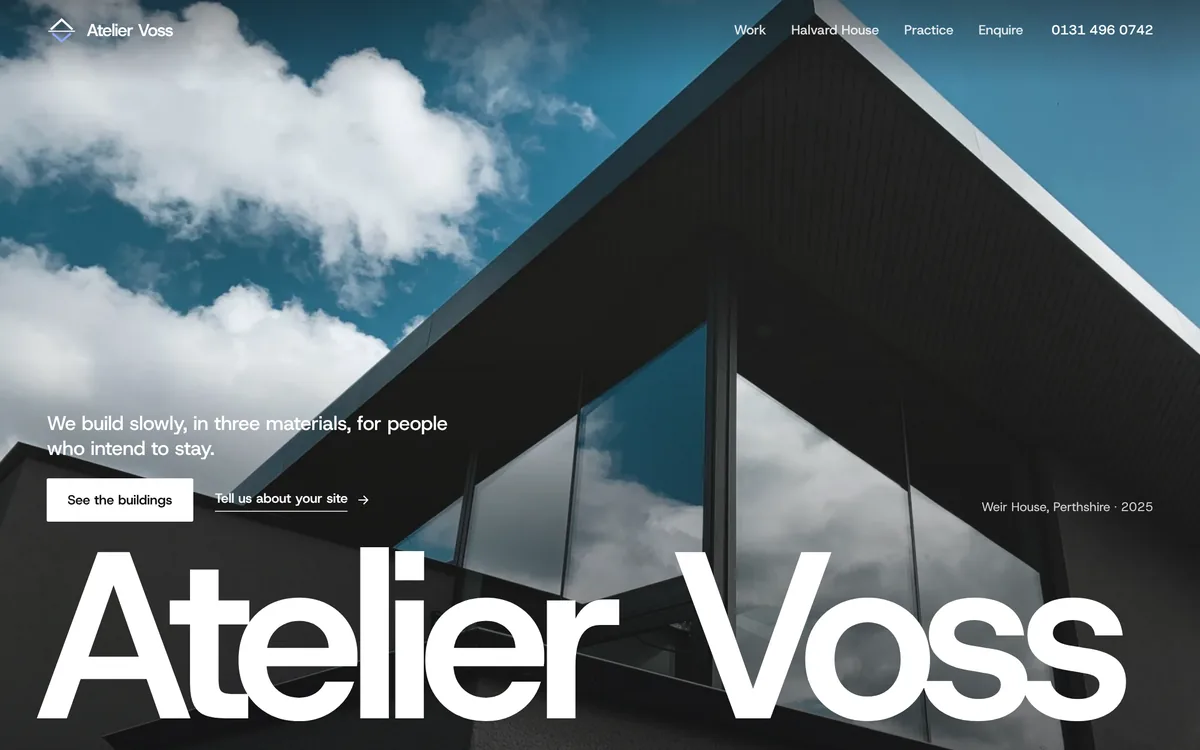 Atelier Voss
Work Halvard House Practice Enquire 0131 496 0742
We build slowly, in three materials, for people
who intend to stay.
See the buildings
Tell us about your site →
Weir House, Perthshire · 2025
Atelier Voss